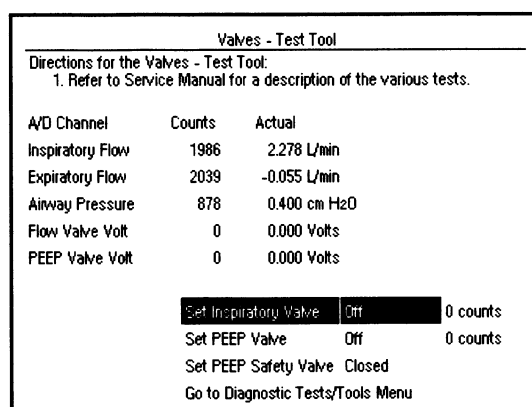 Valves - Test Tool
Directions for the Valves - Test Tool:
1. Refer to Service Manual for a description of the various tests.
A/D Channel Counts Actual
Inspiratory Flow 1986 2.278 L/min
Expiratory Flow 2039 -0.055 L/min
Airway Pressure 878 0.400 cm H2O
Flow Valve Volt 0 0.000 Volts
PEEP Valve Volt 0 0.000 Volts
Set Inspiratory Valve Off 0 counts
Set PEEP Valve Off 0 counts
Set PEEP Safety Valve Closed
Go to Diagnostic Tests/Tools Menu